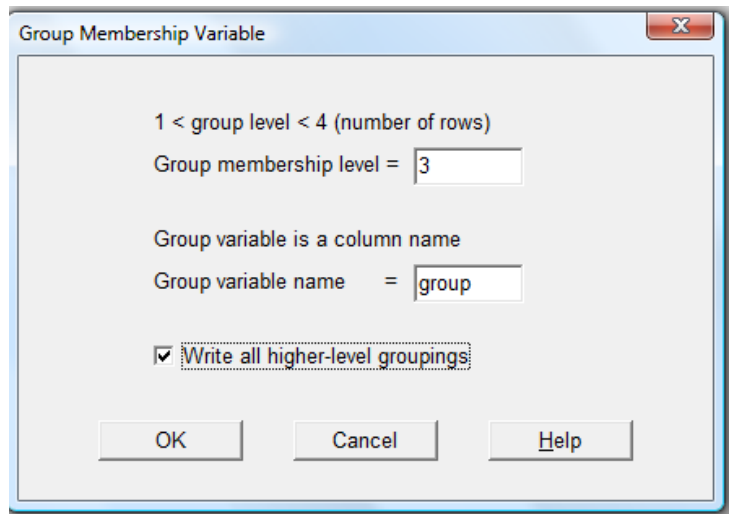 Group Membership Variable
1 < group level < 4 (number of rows)
Group membership level = 3
Group variable is a column name
Group variable name = group
Write all higher-level groupings
OK Cancel Help